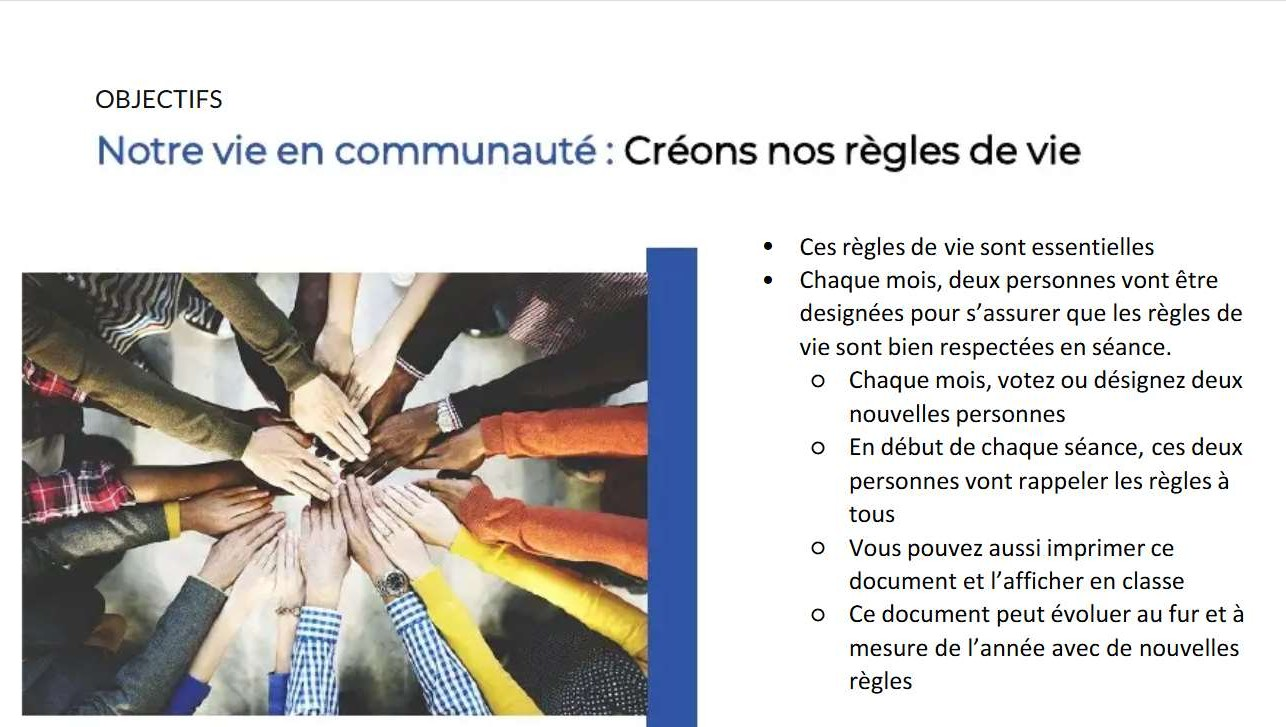 OBJECTIFS
Notre vie en communauté : Créons nos règles de vie
• Ces règles de vie sont essentielles
• Chaque mois, deux personnes vont être
designées pour s’assurer que les règles de
vie sont bien respectées en séance.
o Chaque mois, votez ou désignez deux
nouvelles personnes
o En début de chaque séance, ces deux
personnes vont rappeler les règles à
tous
o Vous pouvez aussi imprimer ce
document et l’afficher en classe
o Ce document peut évoluer au fur et à
mesure de l’année avec de nouvelles
règles